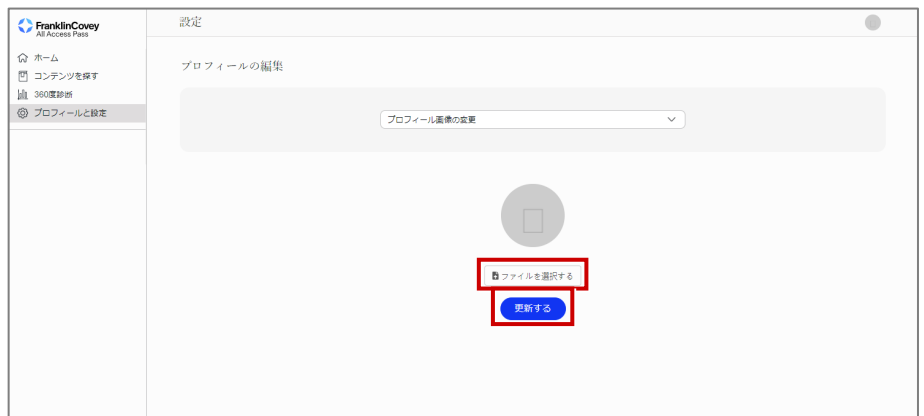 FranklinCovey
All Access Pass
設定
ホーム
コンテンツを探す
360度診断
プロフィールと設定
プロフィールの編集
プロフィール画像の変更
ファイルを選択する
更新する